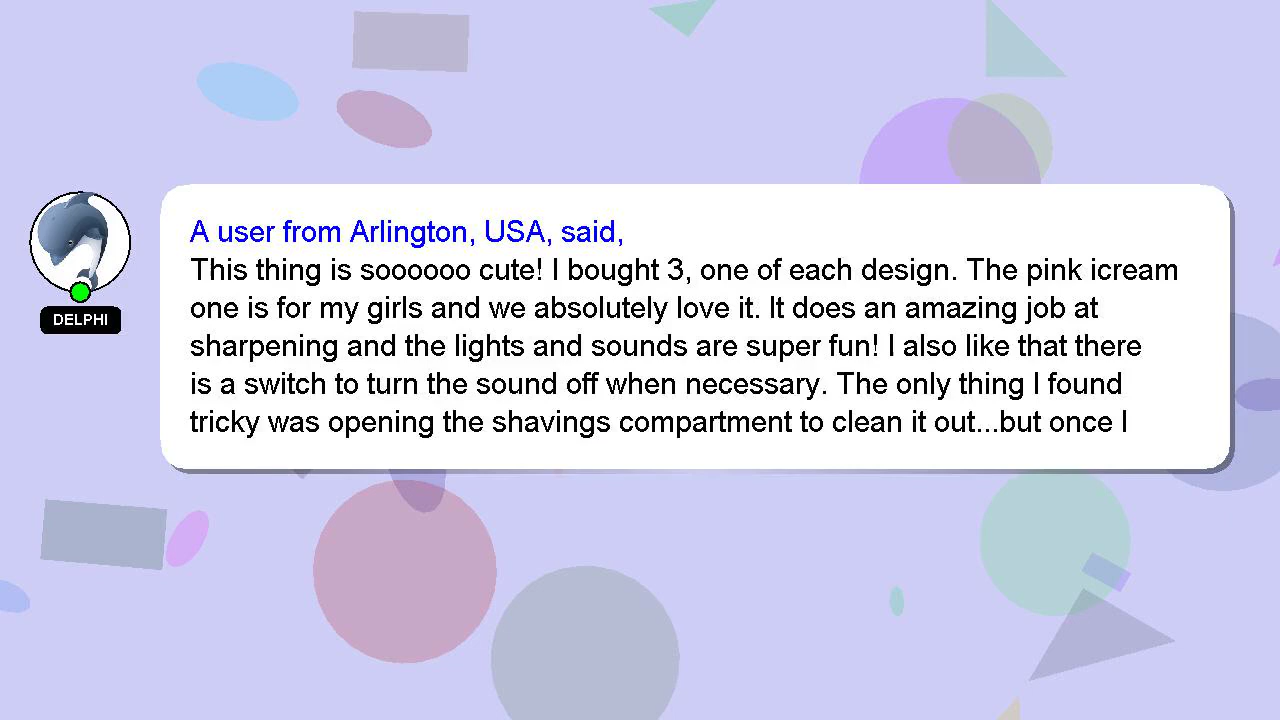 A user from Arlington, USA, said,
This thing is soooooo cute! I bought 3, one of each design. The pink icream
one is for my girls and we absolutely love it. It does an amazing job at
sharpening and the lights and sounds are super fun! I also like that there
is a switch to turn the sound off when necessary. The only thing I found
tricky was opening the shavings compartment to clean it out...but once I
DELPHI